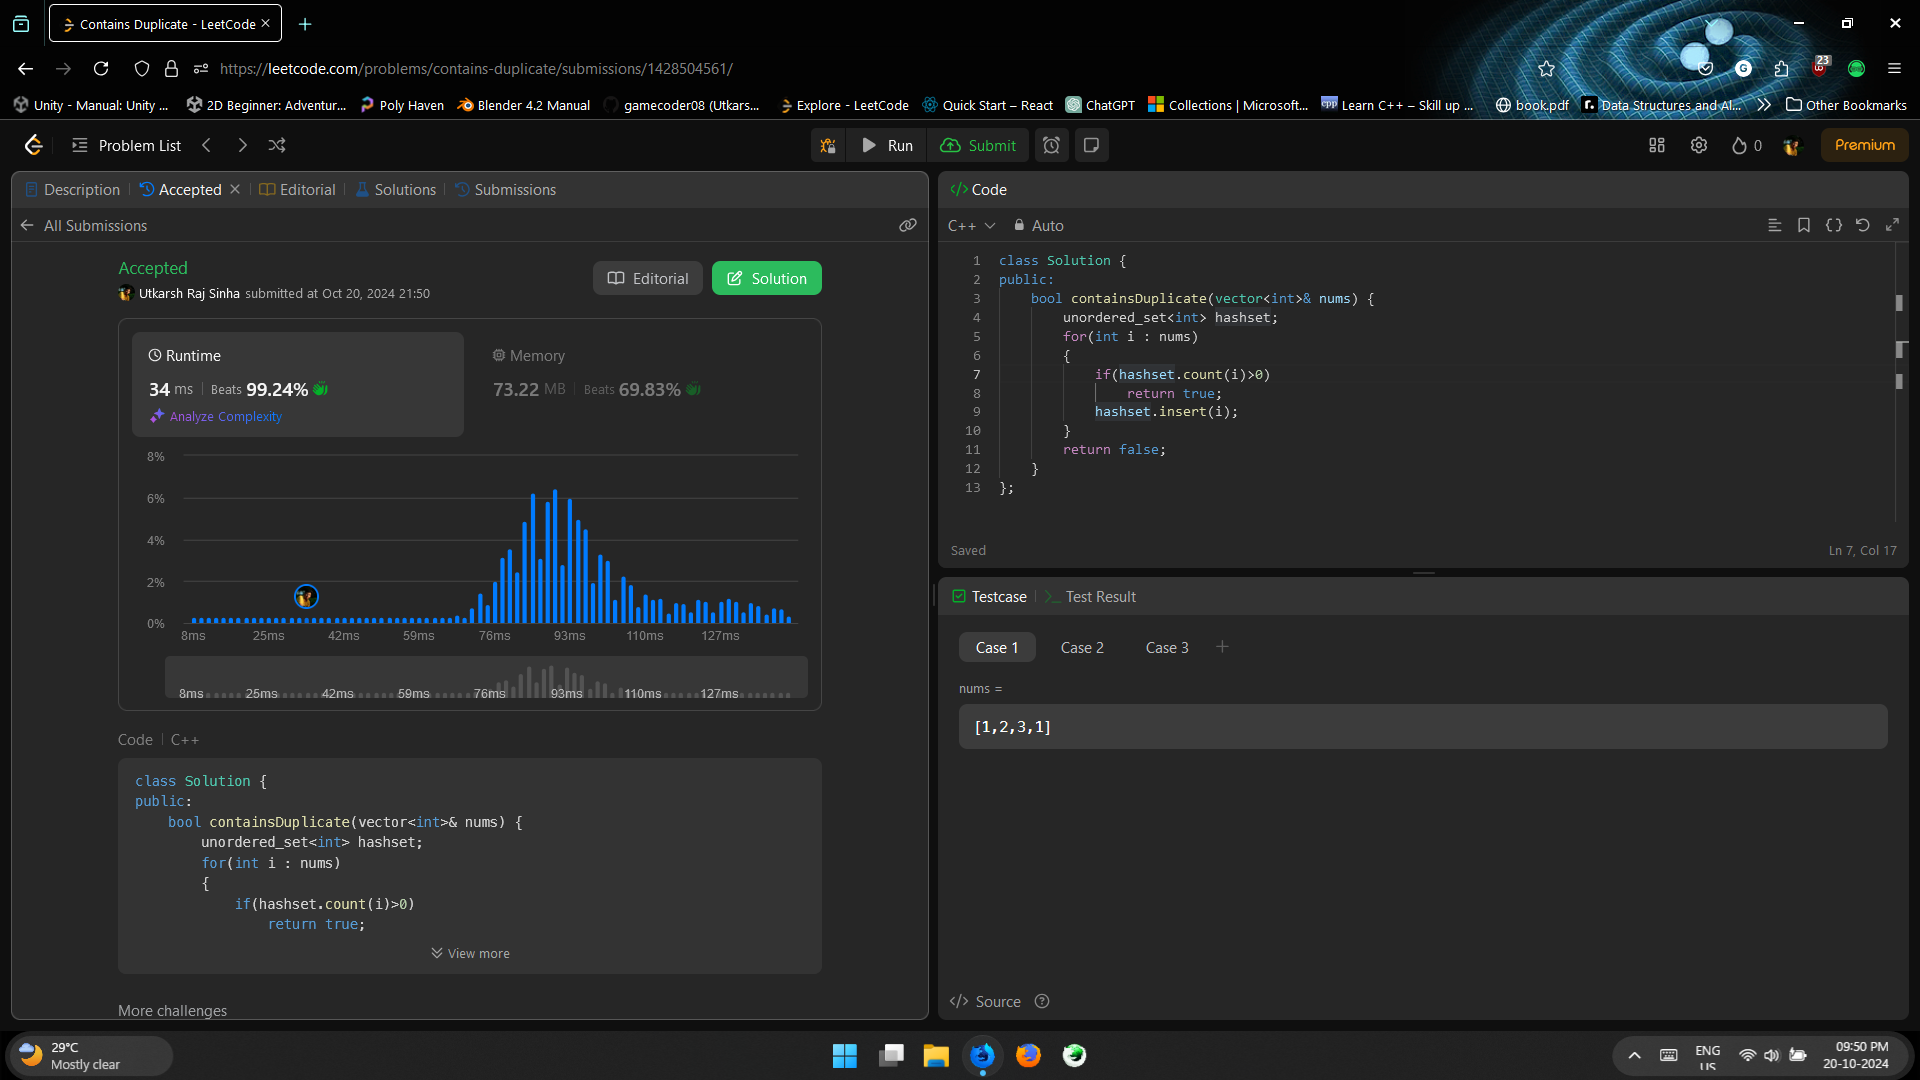 Contains Duplicate - LeetCode
https://leetcode.com/problems/contains-duplicate/submissions/1428504561/
23
Unity - Manual: Unity ...
2D Beginner: Adventur...
Poly Haven
Blender 4.2 Manual
gamecoder08 (Utkars...
Explore - LeetCode
Quick Start – React
ChatGPT
Collections | Microsoft...
Learn C++ – Skill up ...
book.pdf
Data Structures and Al...
Other Bookmarks
Problem List
Run
Submit
0
Premium
Description
Accepted
Editorial
Solutions
Submissions
All Submissions
Accepted
Utkarsh Raj Sinha submitted at Oct 20, 2024 21:50
Editorial
Solution
Runtime
34 ms | Beats 99.24%
Analyze Complexity
Memory
73.22 MB | Beats 69.83%
8%
6%
4%
2%
0%
8ms 25ms 42ms 59ms 76ms 93ms 110ms 127ms
8ms 25ms 42ms 59ms 76ms 93ms 110ms 127ms
Code | C++
class Solution {
public:
    bool containsDuplicate(vector<int>& nums) {
        unordered_set<int> hashset;
        for(int i : nums)
        {
            if(hashset.count(i)>0)
                return true;
View more
More challenges
</> Code
C++
Auto
1 class Solution {
2 public:
3     bool containsDuplicate(vector<int>& nums) {
4         unordered_set<int> hashset;
5         for(int i : nums)
6         {
7             if(hashset.count(i)>0)
8                 return true;
9             hashset.insert(i);
10         }
11         return false;
12     }
13 };
Saved
Ln 7, Col 17
Testcase
Test Result
Case 1
Case 2
Case 3
nums =
[1,2,3,1]
</> Source
29°C
Mostly clear
ENG
US
09:50 PM
20-10-2024